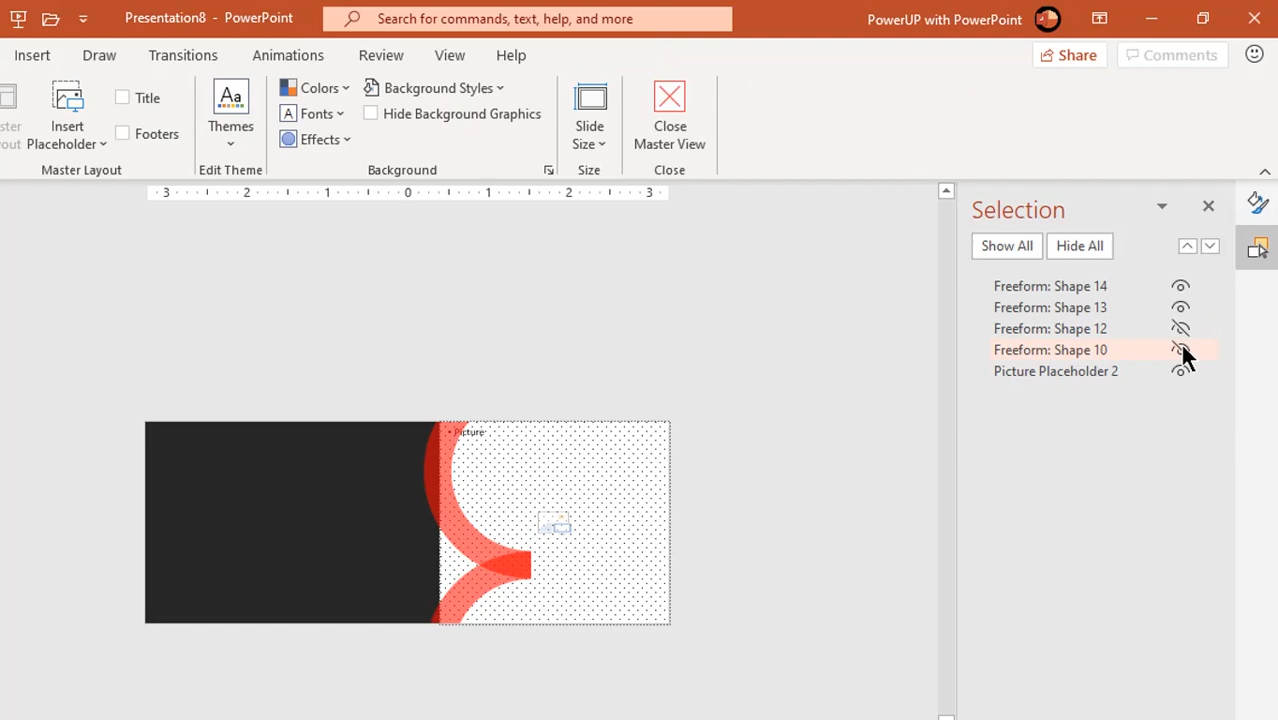 Presentation8 - PowerPoint
Search for commands, text, help, and more
PowerUP with PowerPoint
Insert
Draw
Transitions
Animations
Review
View
Help
Share
Comments
Insert
Placeholder
Title
Footers
Master Layout
Aa
Themes
Edit Theme
Colors
A Fonts
Effects
Background Styles
Hide Background Graphics
Background
Slide
Size
Size
Close
Master View
Close
3 2 1 0 1 2 3
Selection
Show All
Hide All
Freeform: Shape 14
Freeform: Shape 13
Freeform: Shape 12
Freeform: Shape 10
Picture Placeholder 2
• Picture